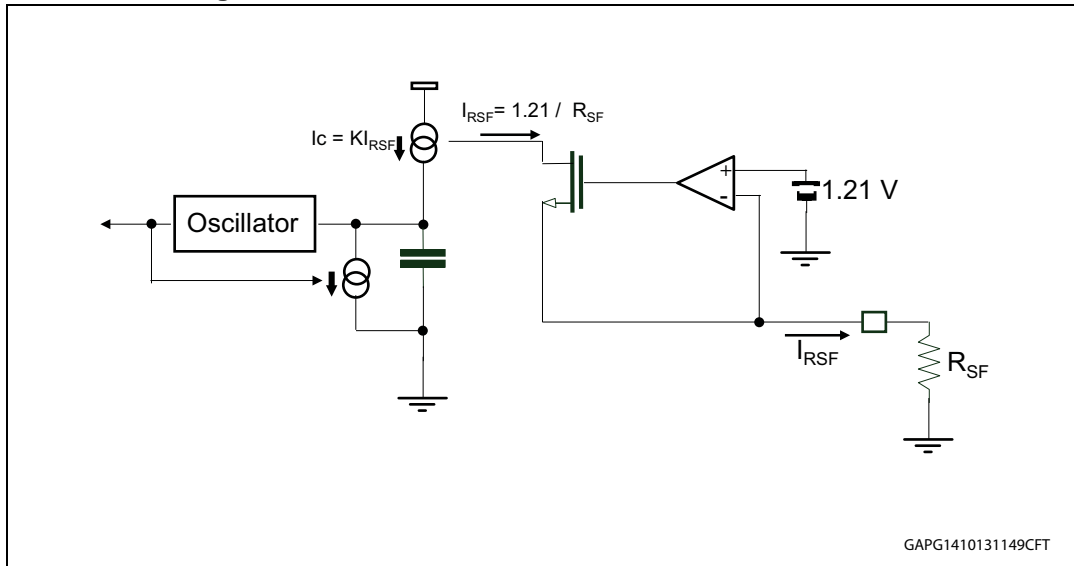 I_RSF= 1.21 / R_SF
Ic = KI_RSF
+
-
1.21 V
Oscillator
I_RSF
R_SF
GAPG1410131149CFT